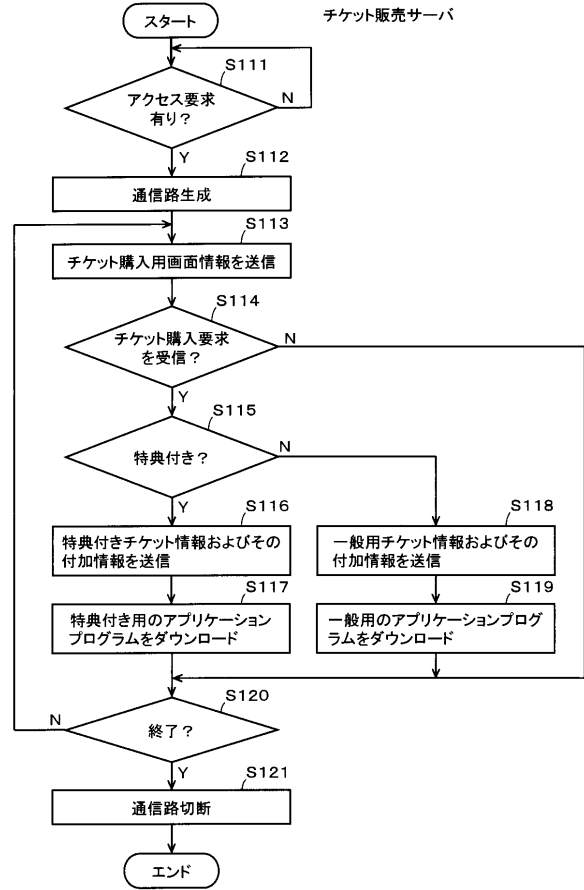 チケット販売サーバ
スタート
S111
アクセス要求
有り？
N
Y
S112
通信路生成
S113
チケット購入用画面情報を送信
S114
チケット購入要求
を受信？
N
Y
S115
特典付き？
N
Y
S116
特典付きチケット情報およびその
付加情報を送信
S118
一般用チケット情報およびその
付加情報を送信
S117
特典付き用のアプリケーション
プログラムをダウンロード
S119
一般用のアプリケーションプログ
ラムをダウンロード
S120
終了？
N
Y
S121
通信路切断
エンド